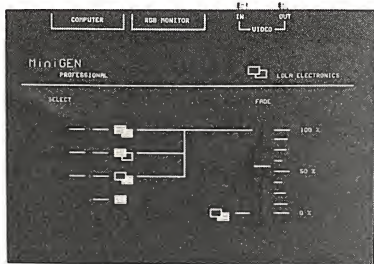 COMPUTER
RGB MONITOR
IN
OUT
VIDEO
MiniGEN
PROFESSIONAL
LOLA ELECTRONICS
SELECT
FADE
100 %
50 %
0 %